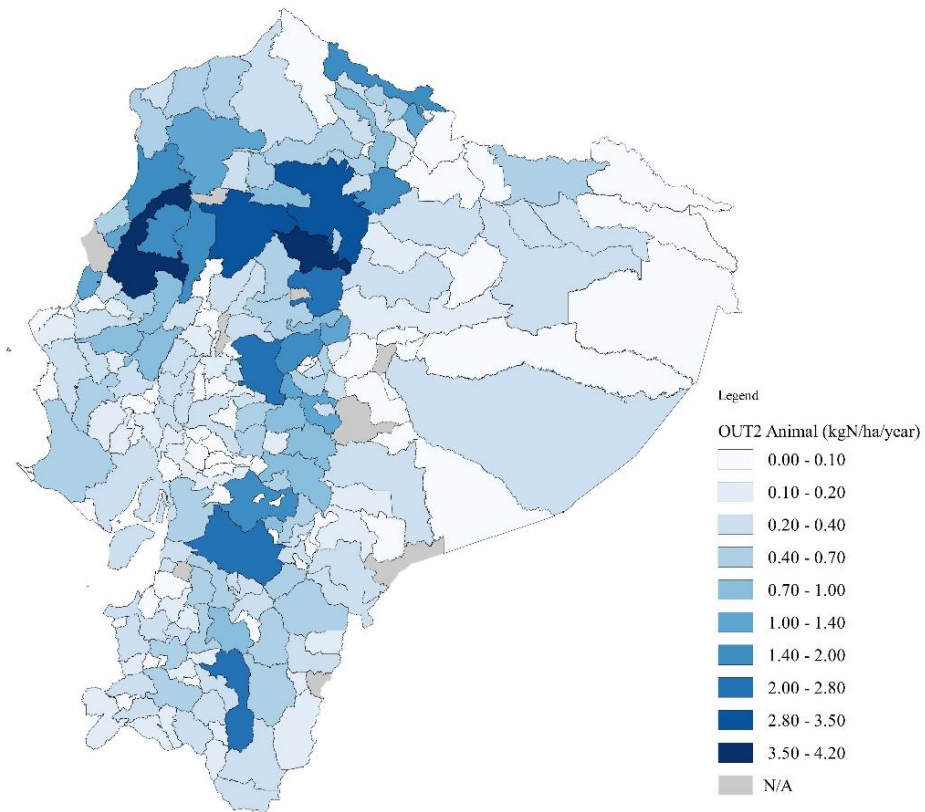 Legend
OUT2 Animal (kgN/ha/year)
0.00 - 0.10
0.10 - 0.20
0.20 - 0.40
0.40 - 0.70
0.70 - 1.00
1.00 - 1.40
1.40 - 2.00
2.00 - 2.80
2.80 - 3.50
3.50 - 4.20
N/A